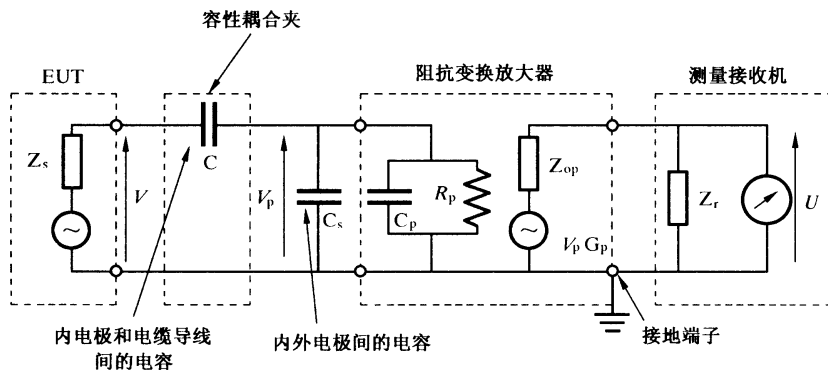 容性耦合夹
EUT
阻抗变换放大器
测量接收机
Zs
V
C
Vp
Cs
Cp
Rp
Zop
Vp Gp
Zr
U
内电极和电缆导线
间的电容
内外电极间的电容
接地端子